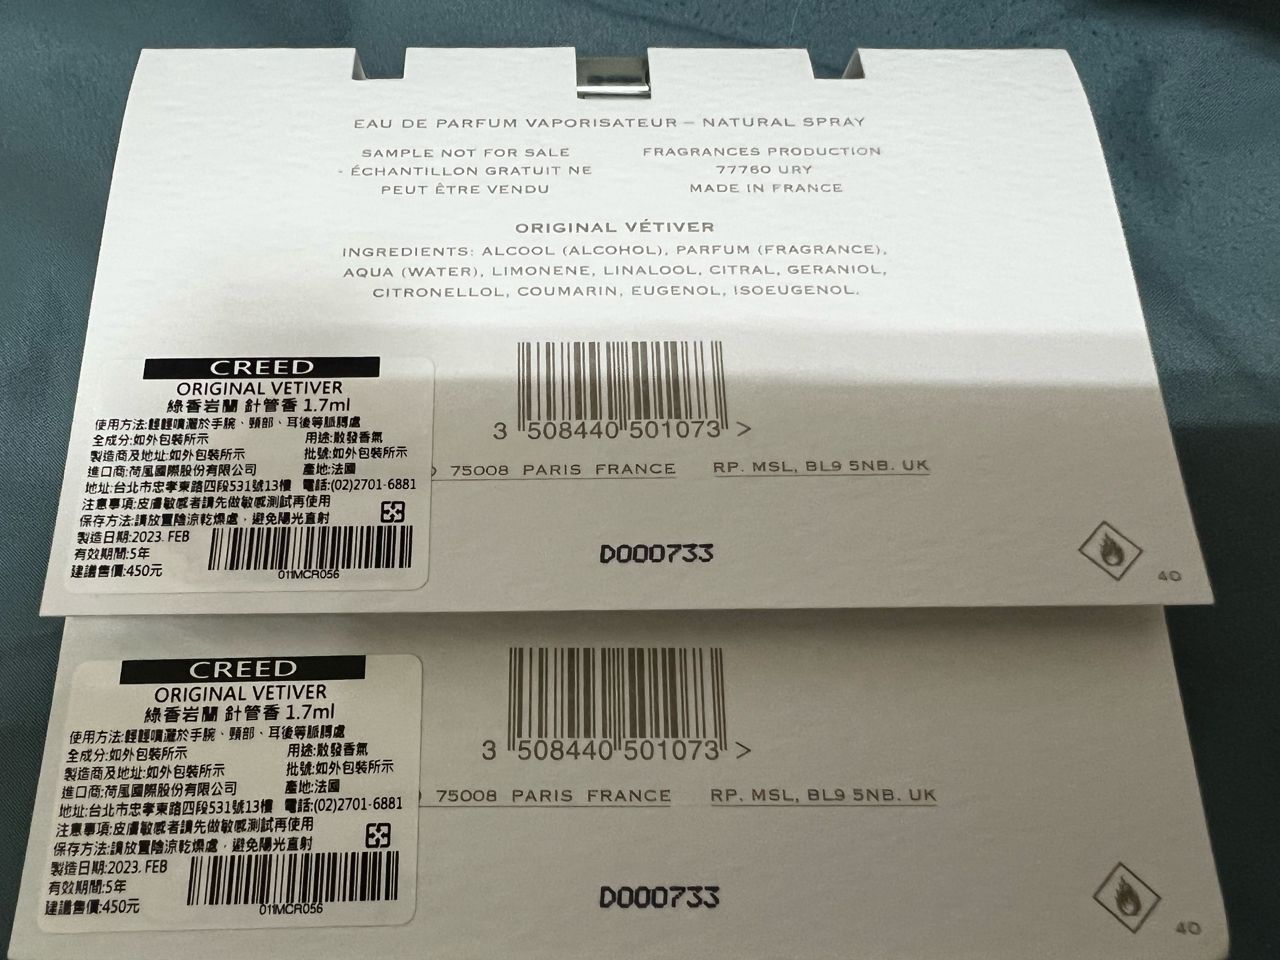 EAU DE PARFUM VAPORISATEUR – NATURAL SPRAY
SAMPLE NOT FOR SALE
- ÉCHANTILLON GRATUIT NE
PEUT ÊTRE VENDU
FRAGRANCES PRODUCTION
77760 URY
MADE IN FRANCE
ORIGINAL VÉTIVER
INGREDIENTS: ALCOOL (ALCOHOL), PARFUM (FRAGRANCE),
AQUA (WATER), LIMONENE, LINALOOL, CITRAL, GERANIOL,
CITRONELLOL, COUMARIN, EUGENOL, ISOEUGENOL.
3 508440 501073 >
75008 PARIS FRANCE RP. MSL, BL9 5NB. UK
D000733
40
CREED
ORIGINAL VETIVER
綠香岩蘭 針管香 1.7ml
使用方法:輕輕噴灑於手腕、頸部、耳後等脈搏處
全成分:如外包裝所示 用途:散發香氣
製造商及地址:如外包裝所示 批號:如外包裝所示
進口商:荷風國際股份有限公司 產地:法國
地址:台北市忠孝東路四段531號13樓 電話:(02)2701-6881
注意事項:皮膚敏感者請先做敏感測試再使用
保存方法:請放置陰涼乾燥處，避免陽光直射
製造日期:2023. FEB
有效期間:5年
建議售價:450元
011MCR056
3 508440 501073 >
75008 PARIS FRANCE RP. MSL, BL9 5NB. UK
D000733
40
CREED
ORIGINAL VETIVER
綠香岩蘭 針管香 1.7ml
使用方法:輕輕噴灑於手腕、頸部、耳後等脈搏處
全成分:如外包裝所示 用途:散發香氣
製造商及地址:如外包裝所示 批號:如外包裝所示
進口商:荷風國際股份有限公司 產地:法國
地址:台北市忠孝東路四段531號13樓 電話:(02)2701-6881
注意事項:皮膚敏感者請先做敏感測試再使用
保存方法:請放置陰涼乾燥處，避免陽光直射
製造日期:2023. FEB
有效期間:5年
建議售價:450元
011MCR056